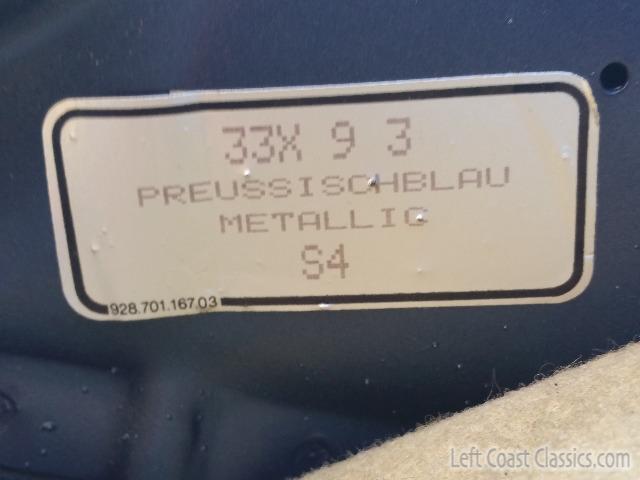 33X 9 3
PREUSSISCHBLAU
METALLIC
S4
928.701.167.03
Left Coast Classics.com